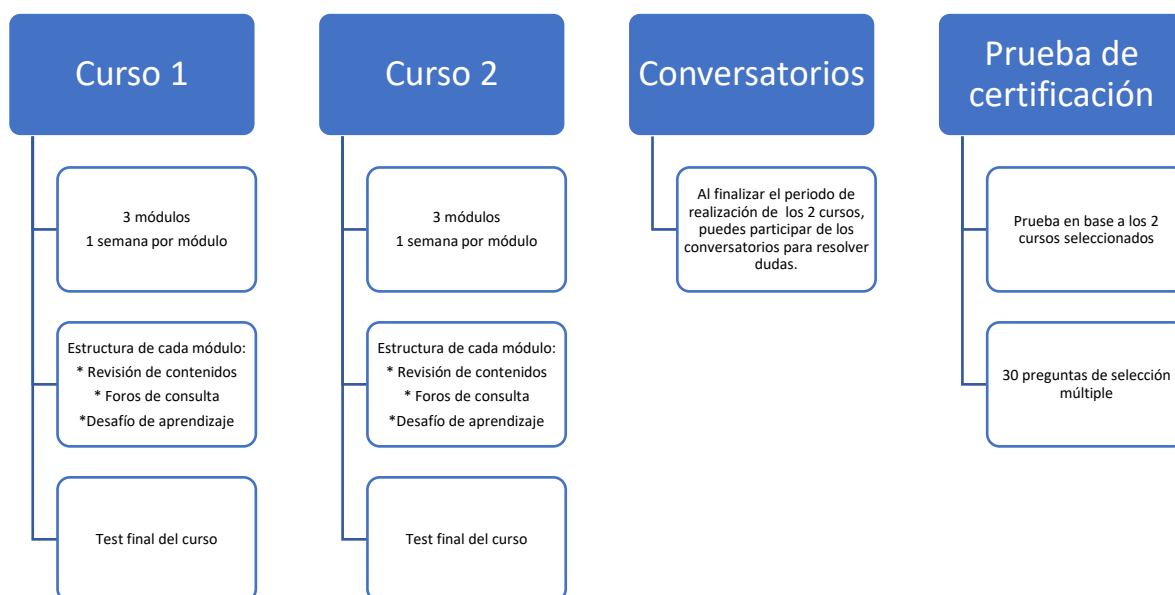 Curso 1
3 módulos
1 semana por módulo
Estructura de cada módulo:
* Revisión de contenidos
* Foros de consulta
*Desafío de aprendizaje
Test final del curso
Curso 2
3 módulos
1 semana por módulo
Estructura de cada módulo:
* Revisión de contenidos
* Foros de consulta
*Desafío de aprendizaje
Test final del curso
Conversatorios
Al finalizar el periodo de
realización de los 2 cursos,
puedes participar de los
conversatorios para resolver
dudas.
Prueba de
certificación
Prueba en base a los 2
cursos seleccionados
30 preguntas de selección
múltiple